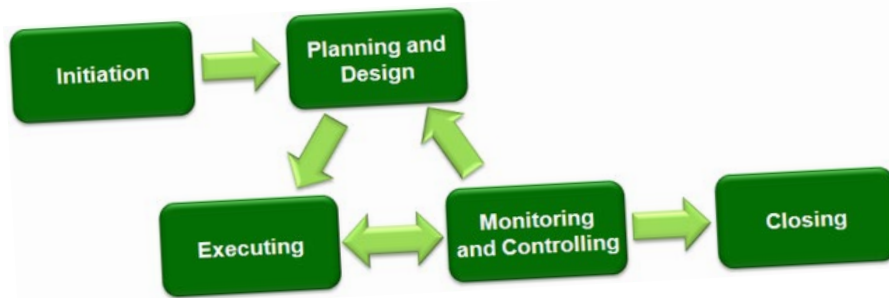 Initiation
Planning and
Design
Executing
Monitoring
and Controlling
Closing